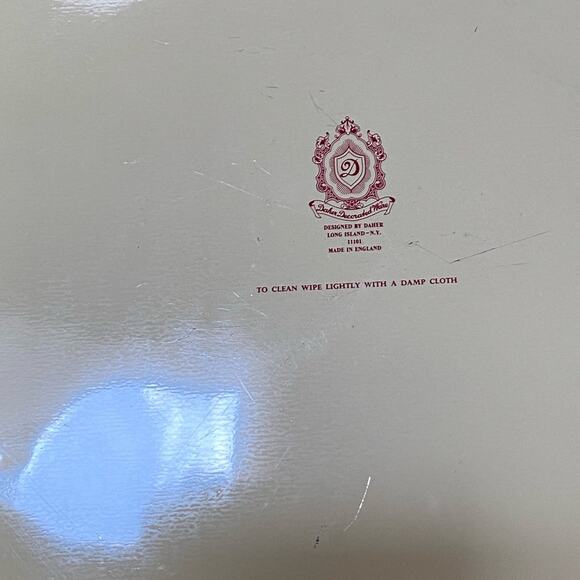 D
Daher Decorated Ware
DESIGNED BY DAHER
LONG ISLAND-N.Y.
11101
MADE IN ENGLAND
TO CLEAN WIPE LIGHTLY WITH A DAMP CLOTH